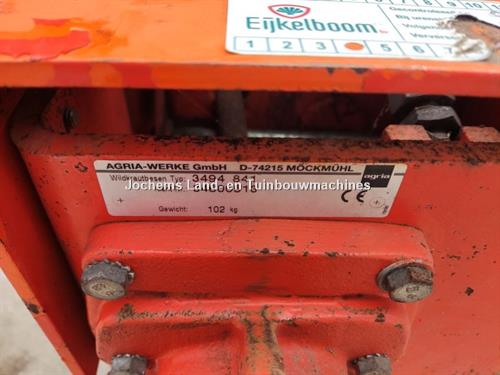 Eijkelboom
1 2 3 5 6 7
AGRIA-WERKE GmbH D-74215 MÖCKMÜHL
Wildkrautbesen Typ: 3494 841
agria
Jochems Land- en Tuinbouwmachines
Gewicht: 102 kg
CE